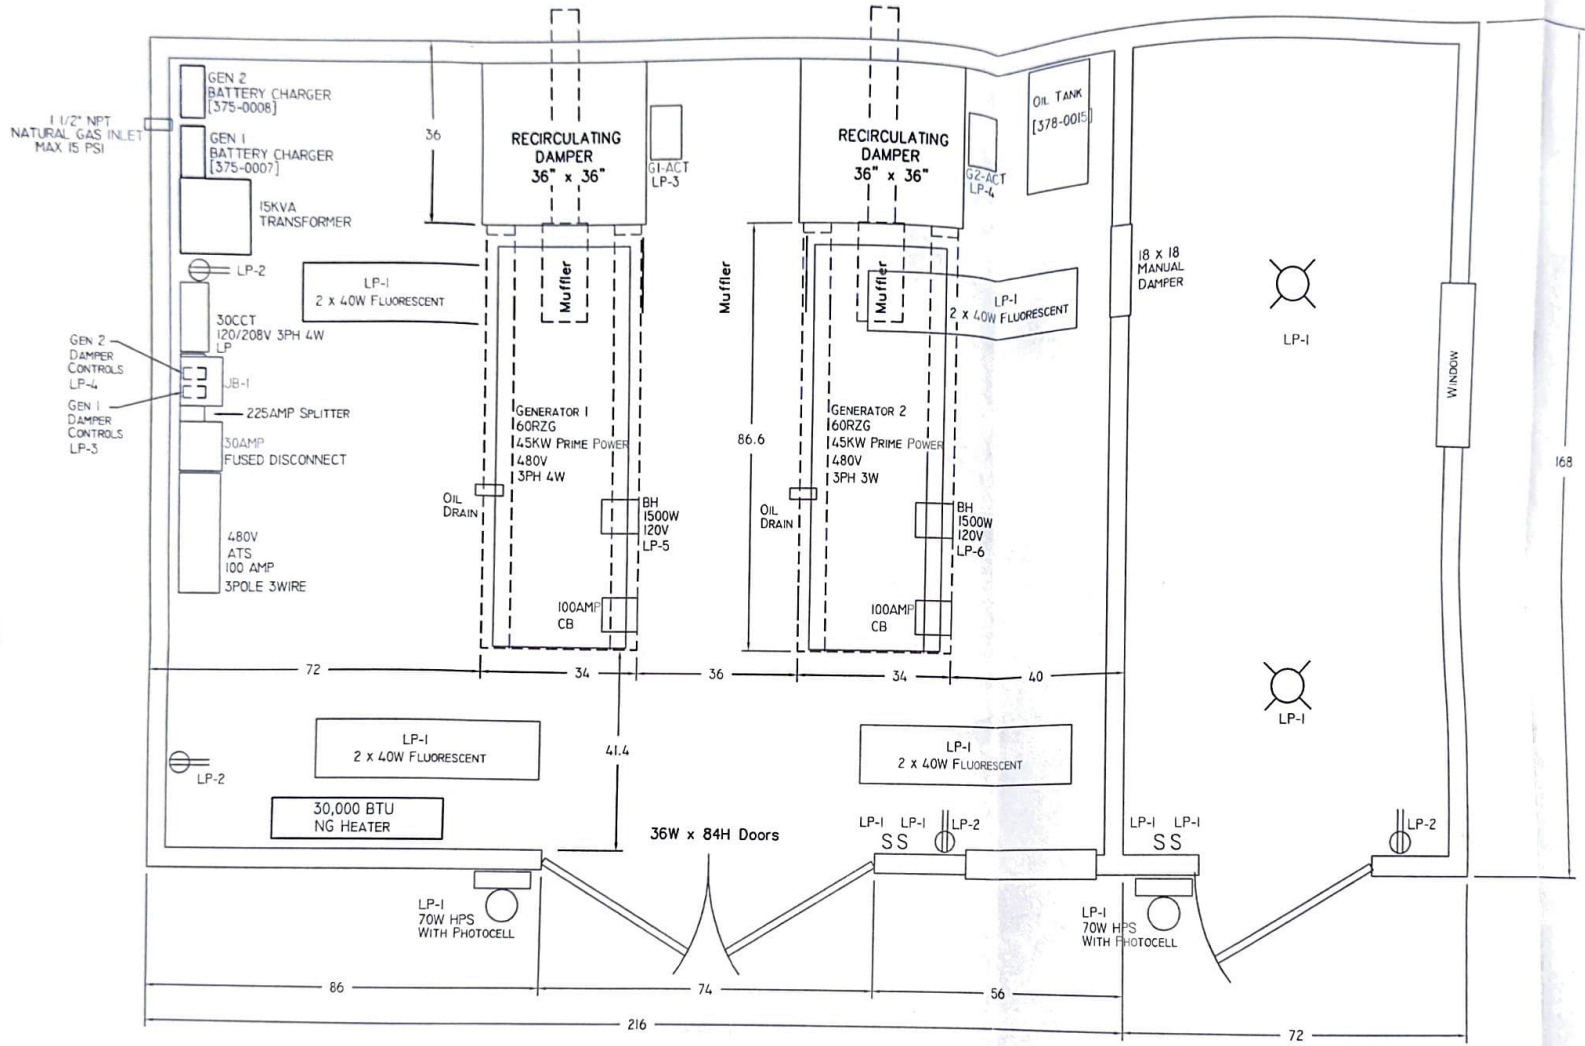 GEN 2
BATTERY CHARGER
[375-0008]
1 1/2" NPT
NATURAL GAS INLET
MAX 15 PSI
GEN 1
BATTERY CHARGER
[375-0007]
15KVA
TRANSFORMER
LP-2
30CCT
120/208V 3PH 4W
LP
GEN 2
DAMPER
CONTROLS
LP-4
JB-1
GEN 1
DAMPER
CONTROLS
LP-3
225AMP SPLITTER
30AMP
FUSED DISCONNECT
480V
ATS
100 AMP
3POLE 3WIRE
36
RECIRCULATING
DAMPER
36" x 36"
G1-ACT
LP-3
RECIRCULATING
DAMPER
36" x 36"
G2-ACT
LP-4
OIL TANK
[378-0015]
18 X 18
MANUAL
DAMPER
LP-1
2 X 40W FLUORESCENT
Muffler
Muffler
Muffler
LP-1
2 X 40W FLUORESCENT
GENERATOR 1
60RZG
45KW PRIME POWER
480V
3PH 4W
OIL
DRAIN
BH
1500W
120V
LP-5
100AMP
CB
86.6
GENERATOR 2
60RZG
45KW PRIME POWER
480V
3PH 3W
OIL
DRAIN
BH
1500W
120V
LP-6
100AMP
CB
LP-1
WINDOW
168
LP-1
72
34
36
34
40
41.4
LP-1
2 X 40W FLUORESCENT
LP-1
2 X 40W FLUORESCENT
LP-2
30,000 BTU
NG HEATER
36W x 84H Doors
LP-1 LP-1
S S
LP-2
LP-1 LP-1
S S
LP-2
LP-1
70W HPS
WITH PHOTOCELL
LP-1
70W HPS
WITH PHOTOCELL
86
74
56
216
72